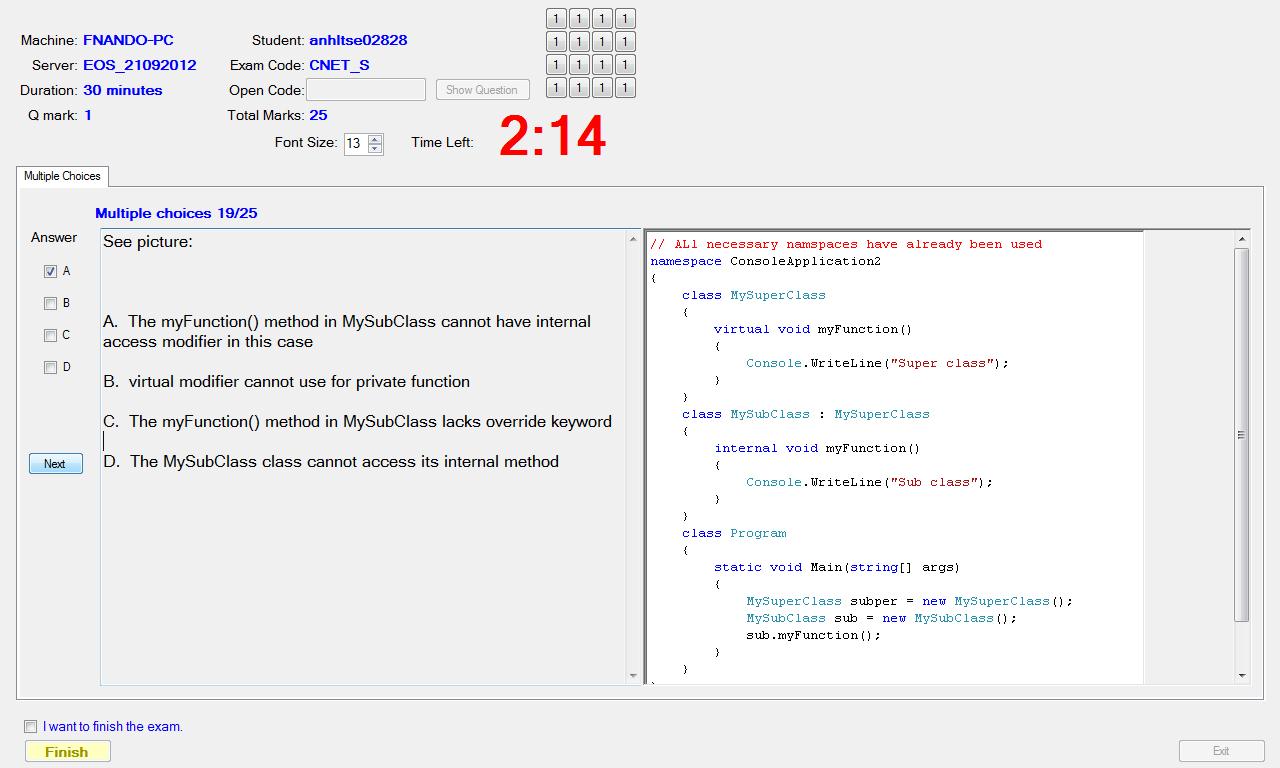 Machine: FNANDO-PC
Student: anhltse02828
Server: EOS_21092012
Exam Code: CNET_S
Duration: 30 minutes
Open Code:
Show Question
Q mark: 1
Total Marks: 25
Font Size: 13
Time Left: 2:14
1 1 1 1
1 1 1 1
1 1 1 1
1 1 1 1
Multiple Choices
Multiple choices 19/25
Answer
A
B
C
D
Next
See picture:
A. The myFunction() method in MySubClass cannot have internal
access modifier in this case
B. virtual modifier cannot use for private function
C. The myFunction() method in MySubClass lacks override keyword
D. The MySubClass class cannot access its internal method
// ALl necessary namspaces have already been used
namespace ConsoleApplication2
{
class MySuperClass
{
virtual void myFunction()
{
Console.WriteLine("Super class");
}
}
class MySubClass : MySuperClass
{
internal void myFunction()
{
Console.WriteLine("Sub class");
}
}
class Program
{
static void Main(string[] args)
{
MySuperClass subper = new MySuperClass();
MySubClass sub = new MySubClass();
sub.myFunction();
}
}
I want to finish the exam.
Finish
Exit